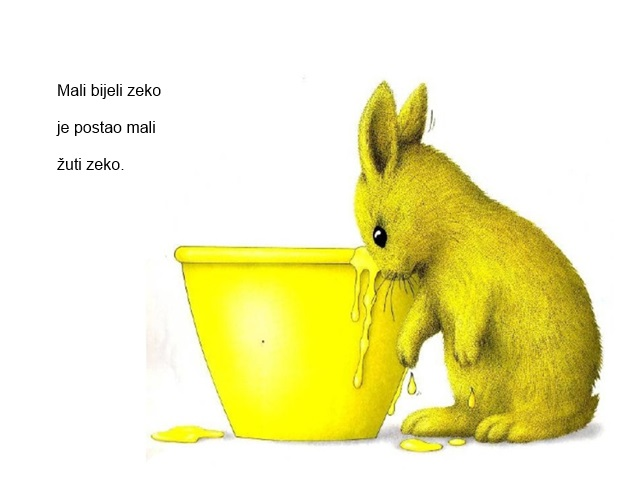 Mali bijeli zeko
je postao mali
žuti zeko.